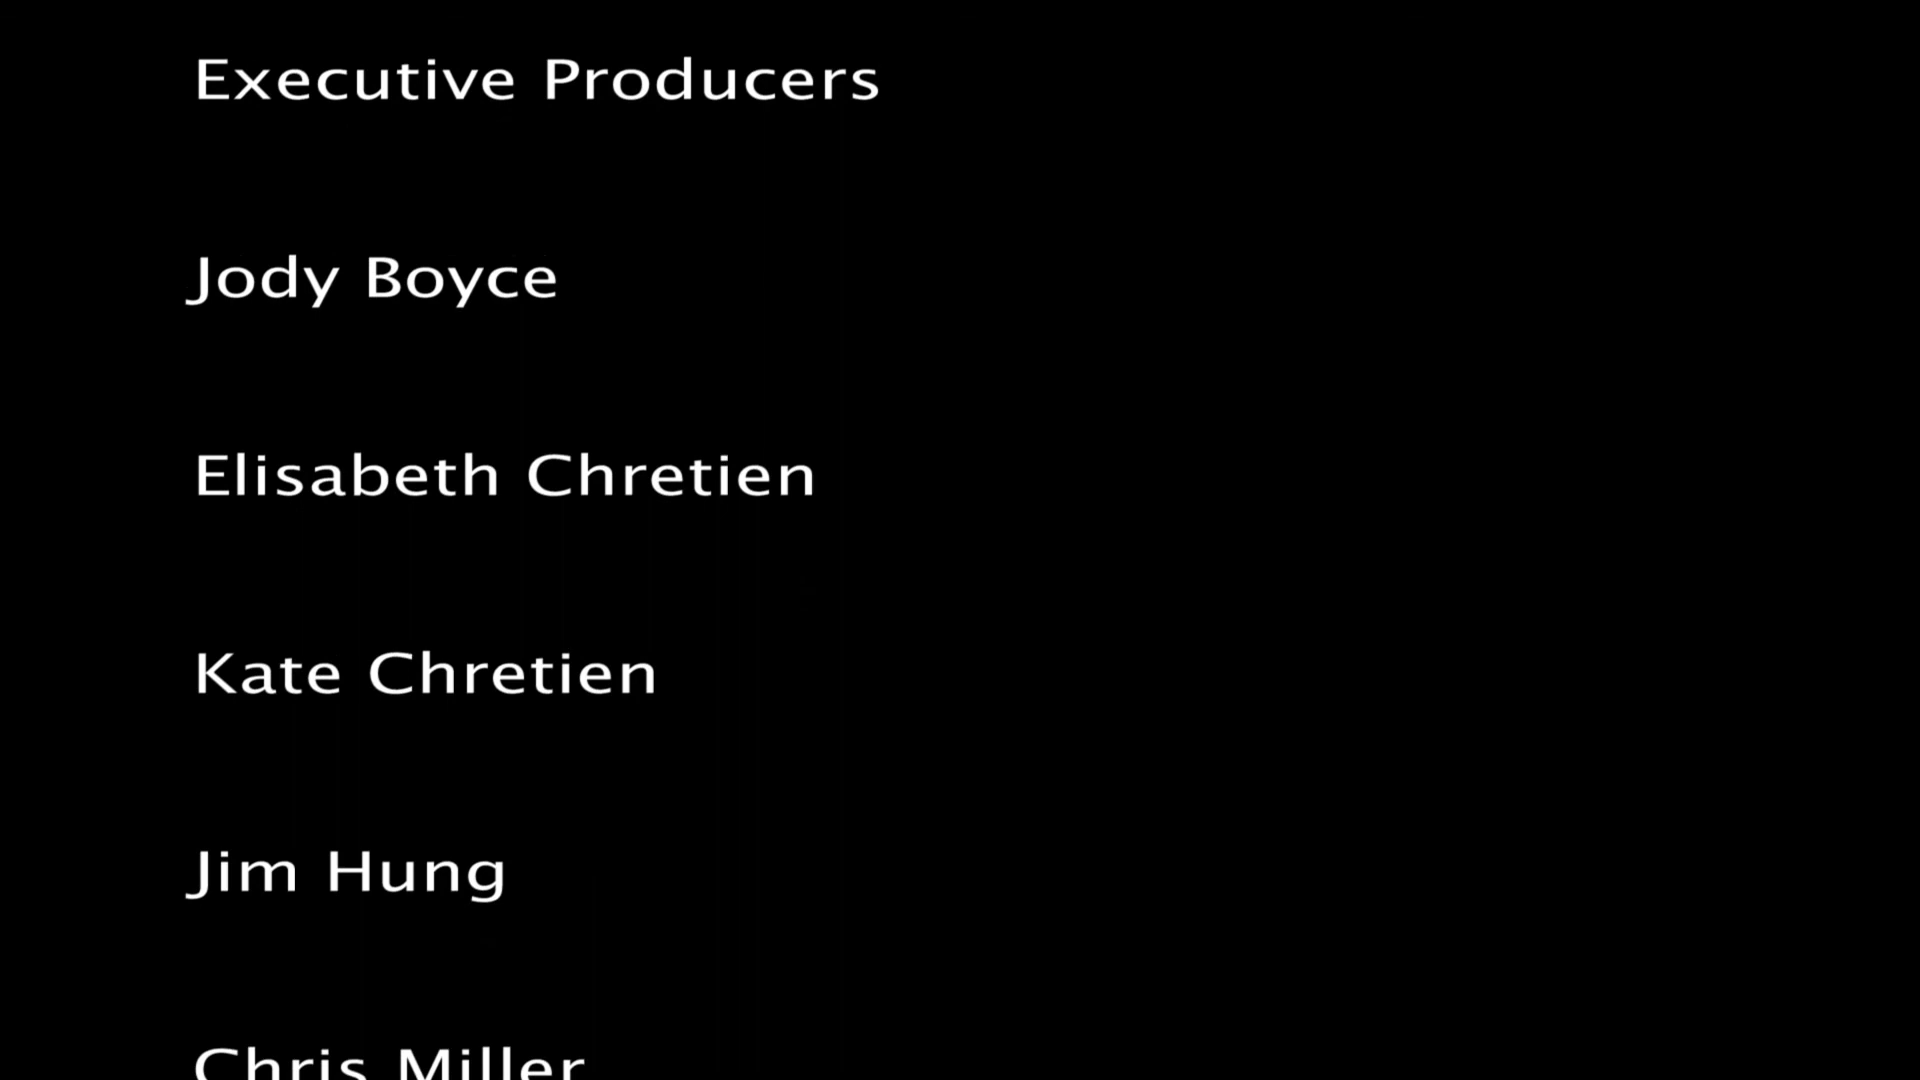 Executive Producers
Jody Boyce
Elisabeth Chretien
Kate Chretien
Jim Hung
Chris Miller